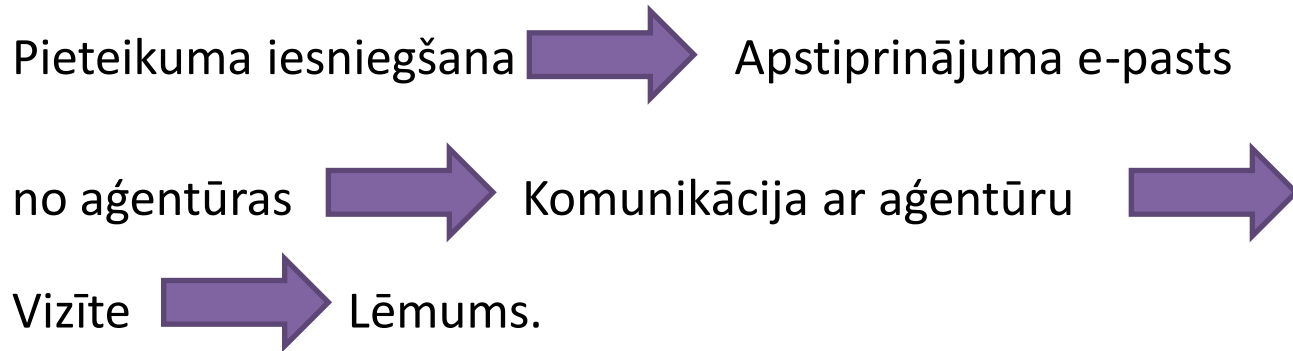 Pieteikuma iesniegšana Apstiprinājuma e-pasts
no aģentūras Komunikācija ar aģentūru
Vizīte Lēmums.